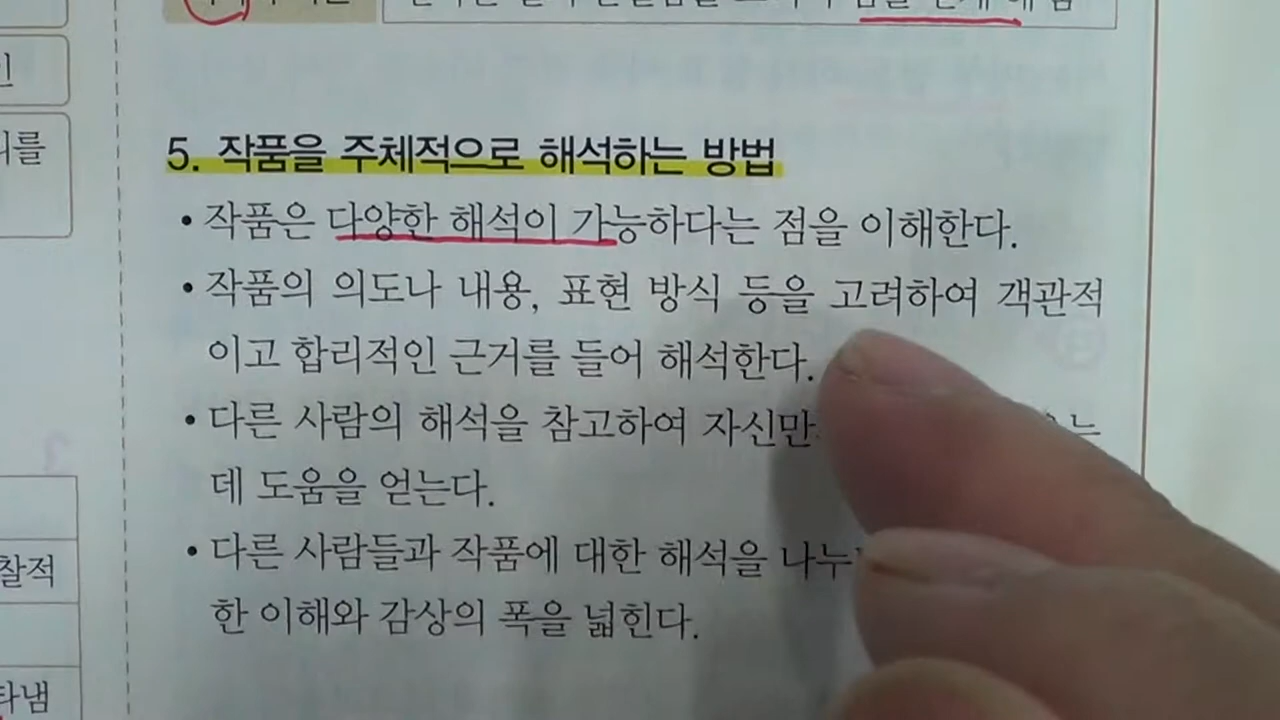 인
를
5. 작품을 주체적으로 해석하는 방법
• 작품은 다양한 해석이 가능하다는 점을 이해한다.
• 작품의 의도나 내용, 표현 방식 등을 고려하여 객관적
이고 합리적인 근거를 들어 해석한다.
• 다른 사람의 해석을 참고하여
데 도움을 얻는다.
• 다른 사람들과 작품에 대한 해석을
한 이해와 감상의 폭을 넓힌다.
찰적
타냄